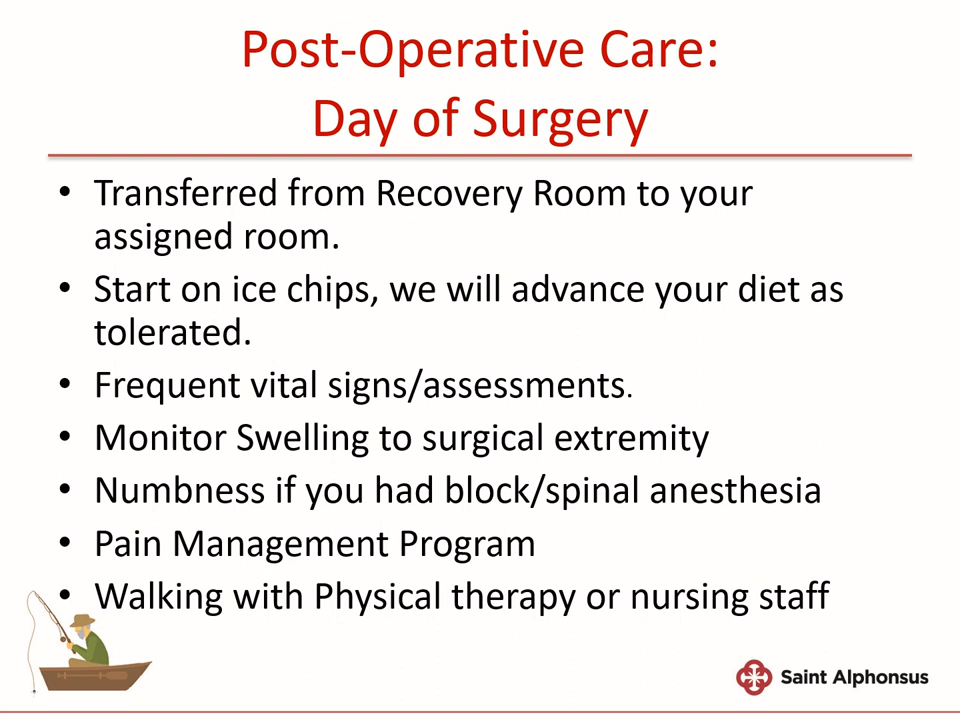 Post-Operative Care:
Day of Surgery
• Transferred from Recovery Room to your
assigned room.
• Start on ice chips, we will advance your diet as
tolerated.
• Frequent vital signs/assessments.
• Monitor Swelling to surgical extremity
• Numbness if you had block/spinal anesthesia
• Pain Management Program
• Walking with Physical therapy or nursing staff
Saint Alphonsus